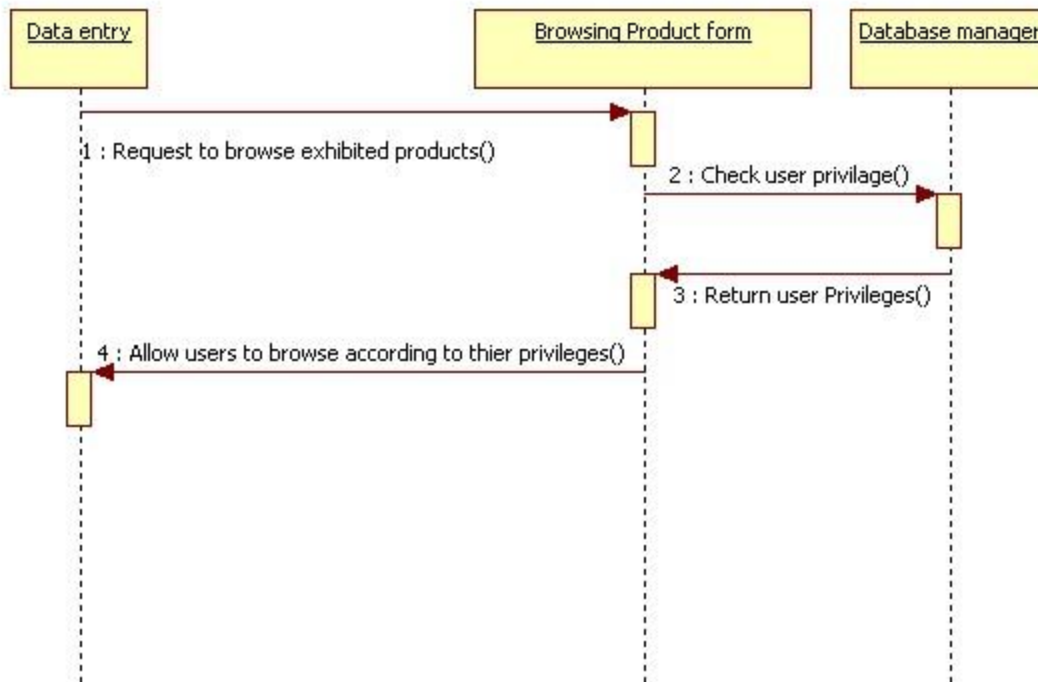 Data entry
Browsing Product form
Database manager
1 : Request to browse exhibited products()
2 : Check user privilage()
3 : Return user Privileges()
4 : Allow users to browse according to thier privileges()